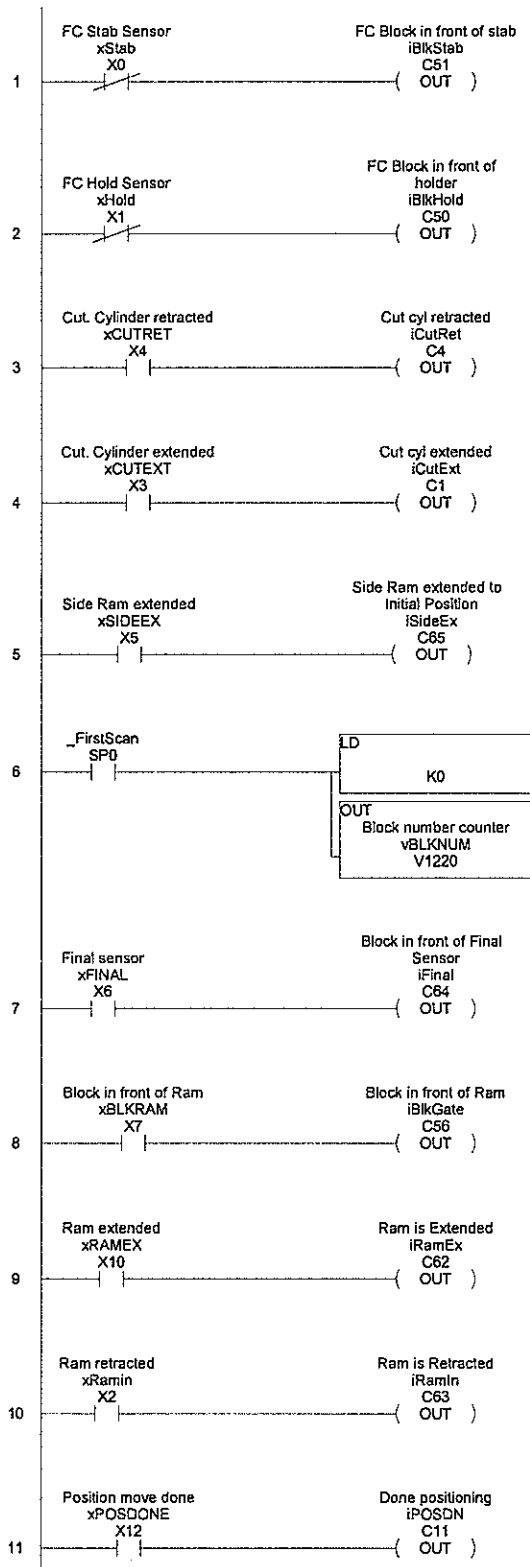 FC Stab Sensor
xStab
X0
FC Block in front of stab
iBlkStab
C51
1
( OUT )
FC Hold Sensor
xHold
X1
FC Block in front of
holder
iBlkHold
C50
2
( OUT )
Cut. Cylinder retracted
xCUTRET
X4
Cut cyl retracted
iCutRet
C4
3
( OUT )
Cut. Cylinder extended
xCUTEXT
X3
Cut cyl extended
iCutExt
C1
4
( OUT )
Side Ram extended
xSIDEEX
X5
Side Ram extended to
Initial Position
iSideEx
C65
5
( OUT )
_FirstScan
SP0
6
LD
K0
OUT
Block number counter
vBLKNUM
V1220
Final sensor
xFINAL
X6
Block in front of Final
Sensor
iFinal
C64
7
( OUT )
Block in front of Ram
xBLKRAM
X7
Block in front of Ram
iBlkGate
C56
8
( OUT )
Ram extended
xRAMEX
X10
Ram is Extended
iRamEx
C62
9
( OUT )
Ram retracted
xRamin
X2
Ram is Retracted
iRamIn
C63
10
( OUT )
Position move done
xPOSDONE
X12
Done positioning
iPOSDN
C11
11
( OUT )